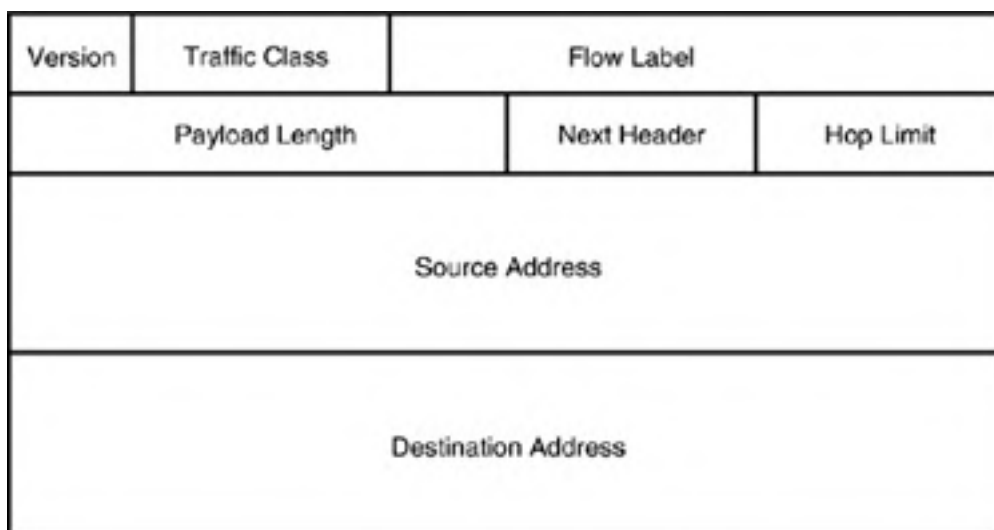 Version Traffic Class Flow Label
Payload Length Next Header Hop Limit
Source Address
Destination Address